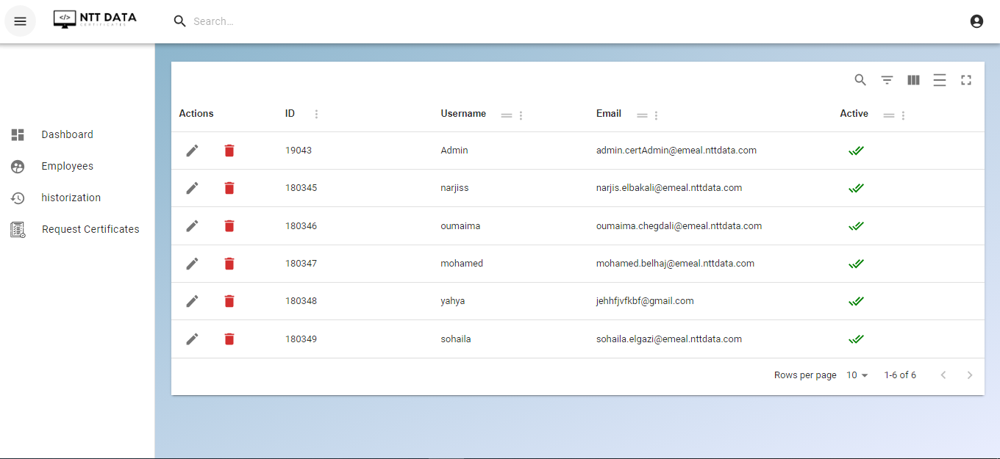 </> NTT DATA
CERTIFICATES
Search…
Dashboard
Employees
historization
Request Certificates
Actions ID Username Email Active
19043 Admin admin.certAdmin@emeal.nttdata.com
180345 narjiss narjis.elbakali@emeal.nttdata.com
180346 oumaima oumaima.chegdali@emeal.nttdata.com
180347 mohamed mohamed.belhaj@emeal.nttdata.com
180348 yahya jehhfjvfkbf@gmail.com
180349 sohaila sohaila.elgazi@emeal.nttdata.com
Rows per page 10 1-6 of 6